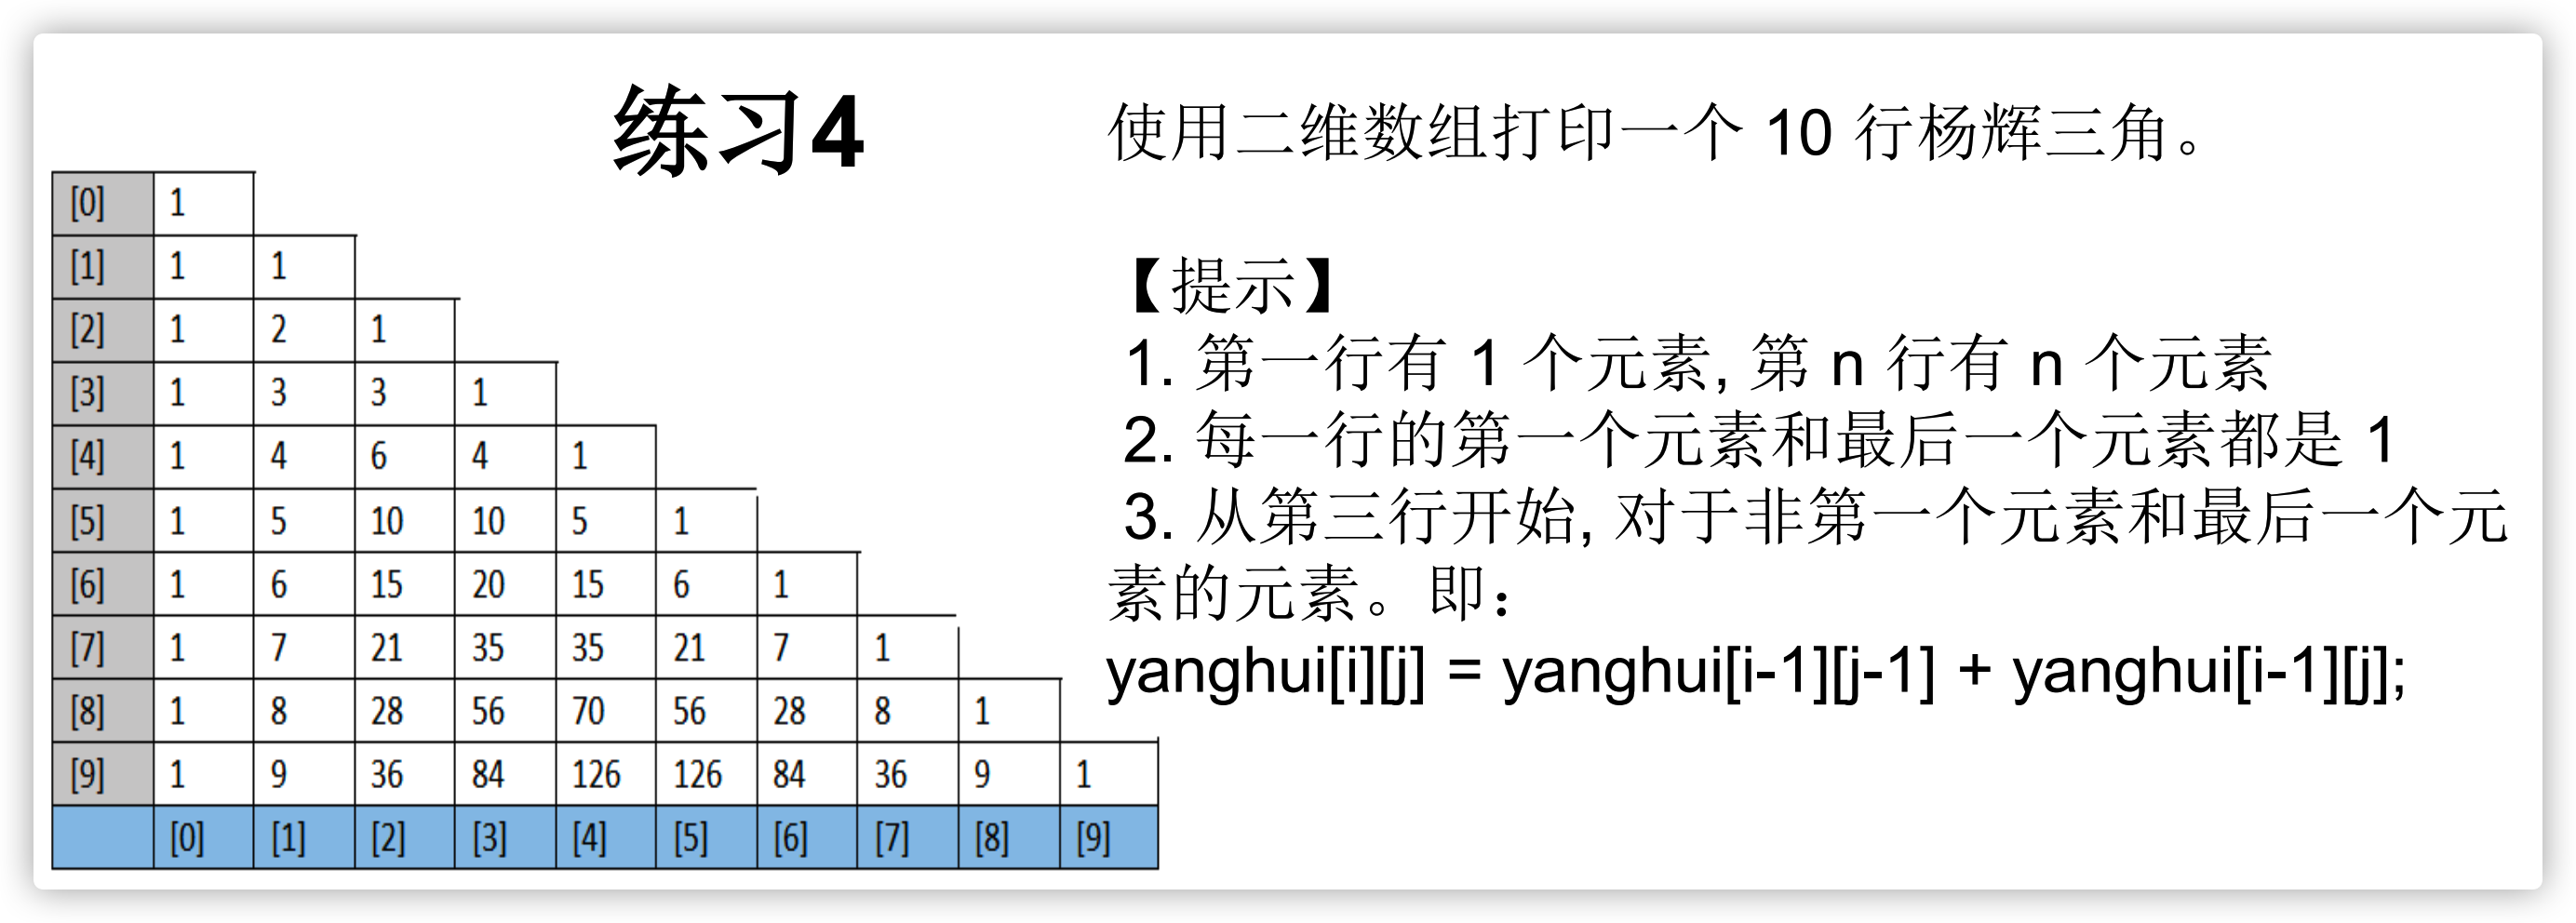 练习4
[0] 1
[1] 1 1
[2] 1 2 1
[3] 1 3 3 1
[4] 1 4 6 4 1
[5] 1 5 10 10 5 1
[6] 1 6 15 20 15 6 1
[7] 1 7 21 35 35 21 7 1
[8] 1 8 28 56 70 56 28 8 1
[9] 1 9 36 84 126 126 84 36 9 1
[0] [1] [2] [3] [4] [5] [6] [7] [8] [9]
使用二维数组打印一个 10 行杨辉三角。
【提示】
1. 第一行有 1 个元素, 第 n 行有 n 个元素
2. 每一行的第一个元素和最后一个元素都是 1
3. 从第三行开始, 对于非第一个元素和最后一个元
素的元素。即：
yanghui[i][j] = yanghui[i-1][j-1] + yanghui[i-1][j];